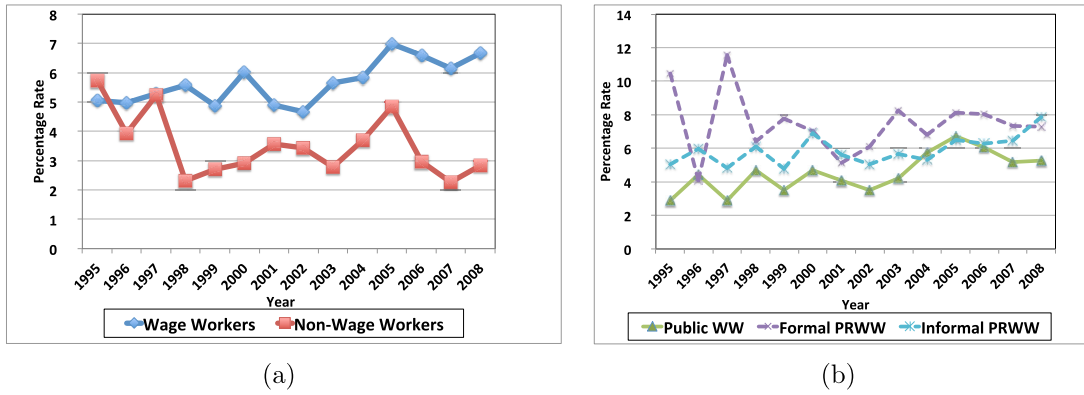 8
7
6
5
4
3
2
1
0
Percentage Rate
1995 1996 1997 1998 1999 2000 2001 2002 2003 2004 2005 2006 2007 2008
Year
Wage Workers Non-Wage Workers
(a)
14
12
10
8
6
4
2
0
Percentage Rate
1995 1996 1997 1998 1999 2000 2001 2002 2003 2004 2005 2006 2007 2008
Year
Public WW Formal PRWW Informal PRWW
(b)